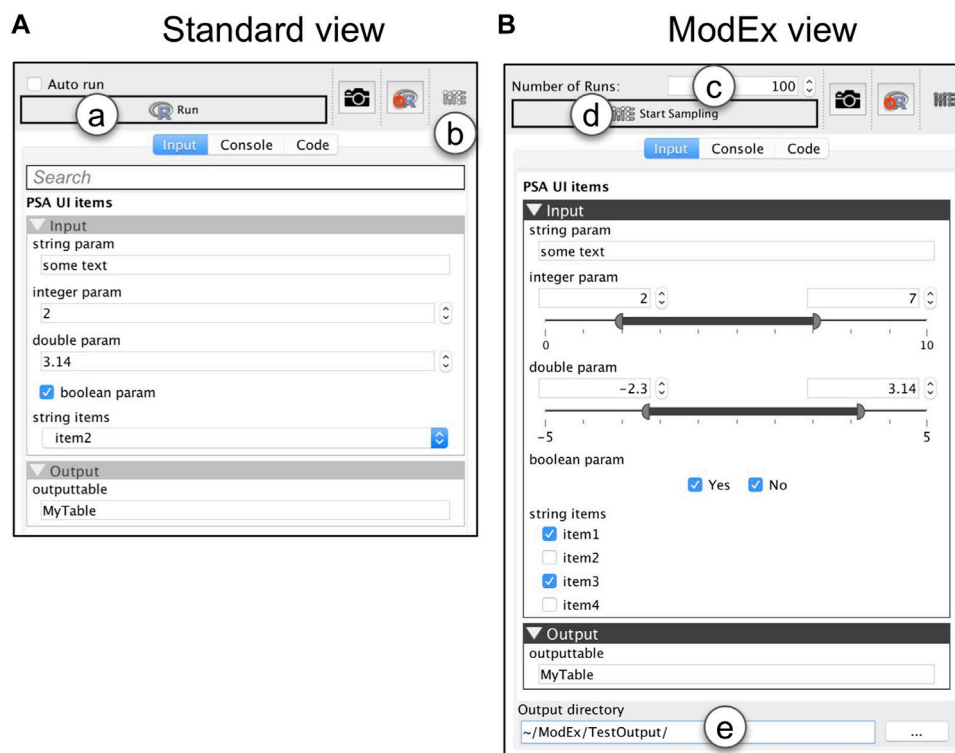 A Standard view
Auto run
a R Run
b
Input Console Code
Search
PSA UI items
Input
string param
some text
integer param
2
double param
3.14
boolean param
string items
item2
Output
outputtable
MyTable
B ModEx view
Number of Runs: c 100
d Start Sampling
Input Console Code
PSA UI items
Input
string param
some text
integer param
2 7
0 10
double param
-2.3 3.14
-5 5
boolean param
Yes No
string items
item1
item2
item3
item4
Output
outputtable
MyTable
Output directory
~/ModEx/TestOutput/ e ...